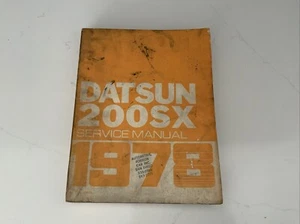 DATSUN
200SX
SERVICE MANUAL
1978